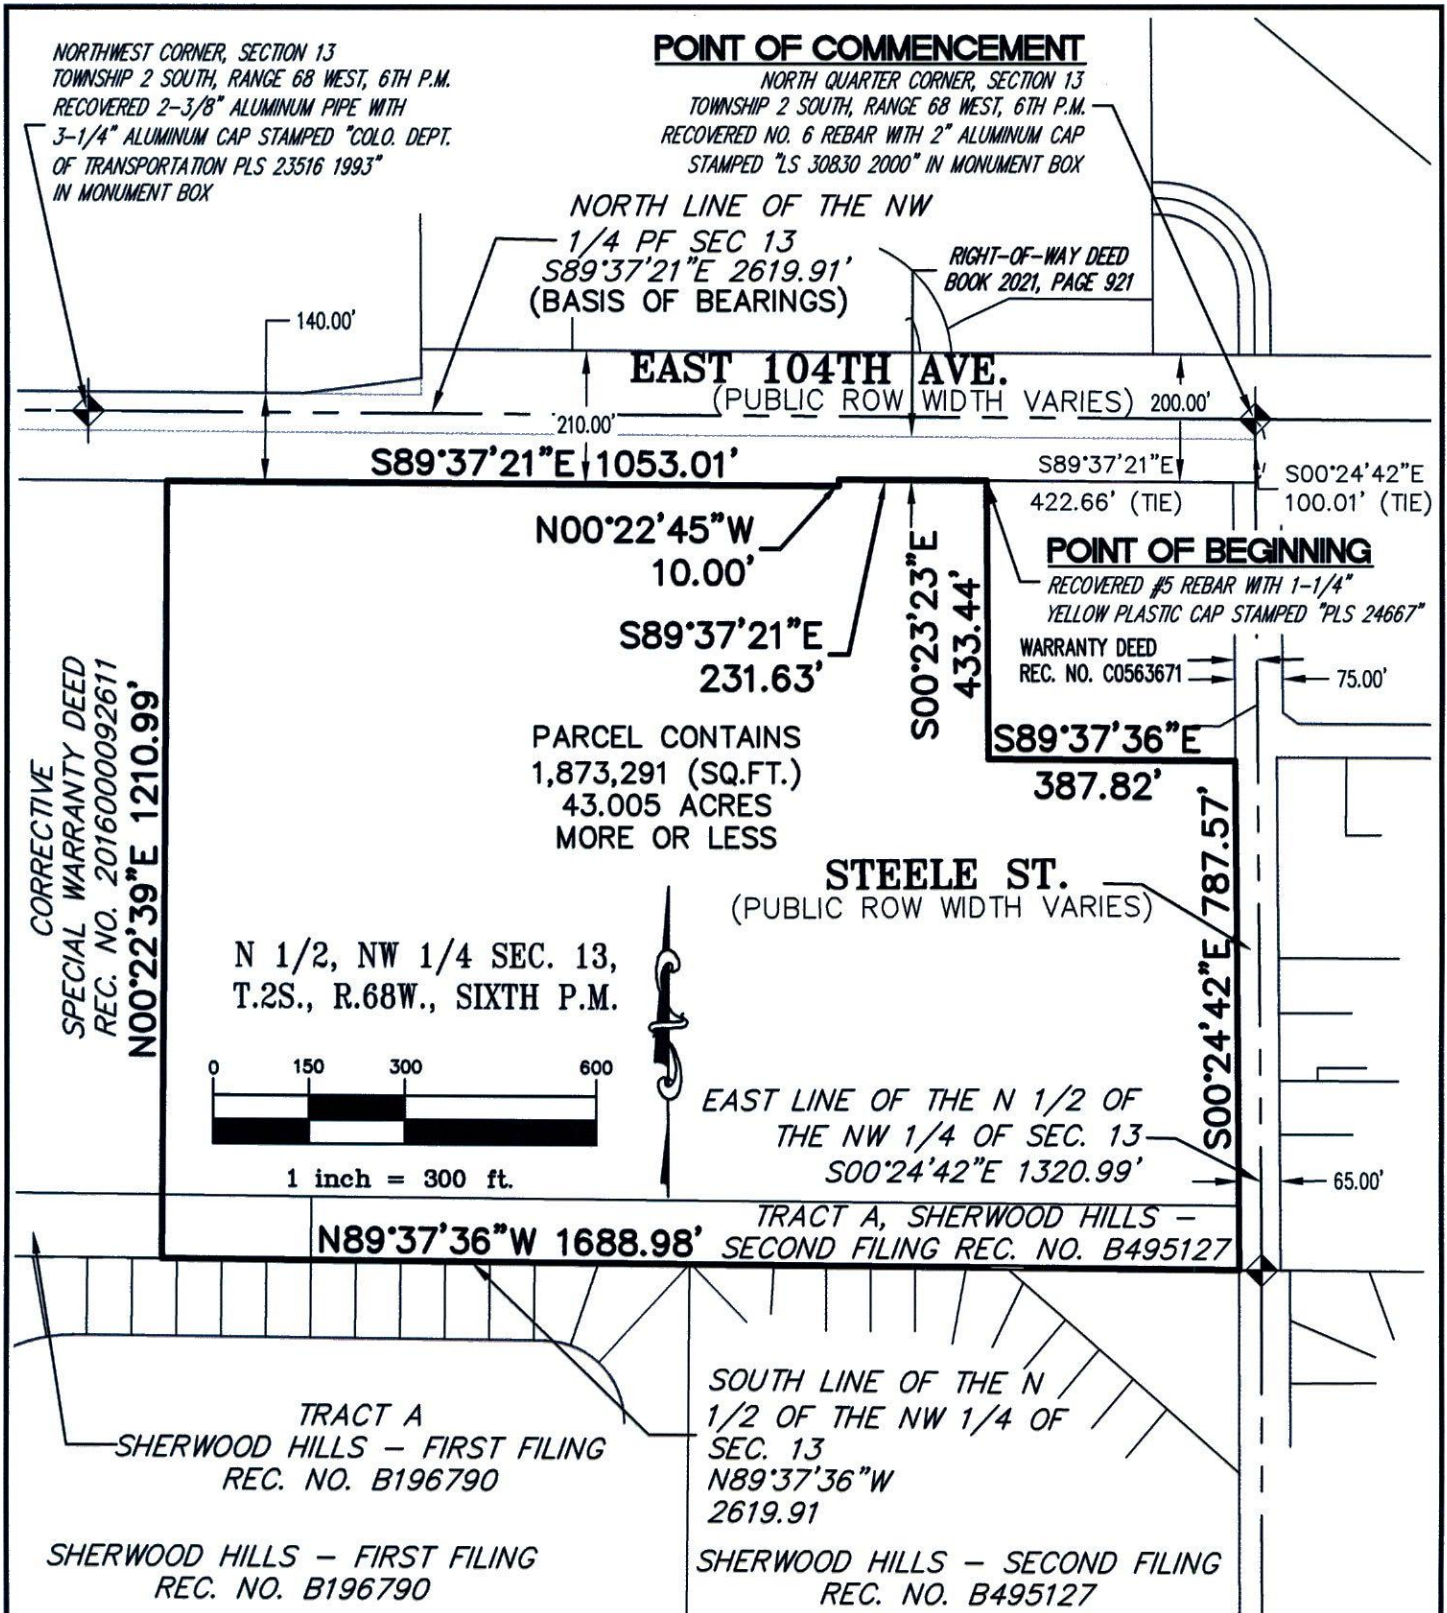 NORTHWEST CORNER, SECTION 13
TOWNSHIP 2 SOUTH, RANGE 68 WEST, 6TH P.M.
RECOVERED 2-3/8" ALUMINUM PIPE WITH
3-1/4" ALUMINUM CAP STAMPED "COLO. DEPT.
OF TRANSPORTATION PLS 23516 1993"
IN MONUMENT BOX
POINT OF COMMENCEMENT
NORTH QUARTER CORNER, SECTION 13
TOWNSHIP 2 SOUTH, RANGE 68 WEST, 6TH P.M.
RECOVERED NO. 6 REBAR WITH 2" ALUMINUM CAP
STAMPED "LS 30830 2000" IN MONUMENT BOX
NORTH LINE OF THE NW
1/4 PF SEC 13
S89°37'21"E 2619.91'
(BASIS OF BEARINGS)
RIGHT-OF-WAY DEED
BOOK 2021, PAGE 921
140.00'
EAST 104TH AVE.
(PUBLIC ROW WIDTH VARIES)
200.00'
210.00'
S89°37'21"E 1053.01'
S89°37'21"E
422.66' (TIE)
S00°24'42"E
100.01' (TIE)
N00°22'45"W
10.00'
POINT OF BEGINNING
RECOVERED #5 REBAR WITH 1-1/4"
YELLOW PLASTIC CAP STAMPED "PLS 24667"
S89°37'21"E
231.63'
S00°23'23"E
433.44'
WARRANTY DEED
REC. NO. C0563671
75.00'
CORRECTIVE
SPECIAL WARRANTY DEED
REC. NO. 2016000092611
N00°22'39"E 1210.99'
PARCEL CONTAINS
1,873,291 (SQ.FT.)
43.005 ACRES
MORE OR LESS
S89°37'36"E
387.82'
STEELE ST.
(PUBLIC ROW WIDTH VARIES)
S00°24'42"E 787.57'
N 1/2, NW 1/4 SEC. 13,
T.2S., R.68W., SIXTH P.M.
0 150 300 600
1 inch = 300 ft.
EAST LINE OF THE N 1/2 OF
THE NW 1/4 OF SEC. 13
S00°24'42"E 1320.99'
65.00'
N89°37'36"W 1688.98'
TRACT A, SHERWOOD HILLS –
SECOND FILING REC. NO. B495127
TRACT A
SHERWOOD HILLS – FIRST FILING
REC. NO. B196790
SOUTH LINE OF THE N
1/2 OF THE NW 1/4 OF
SEC. 13
N89°37'36"W
2619.91
SHERWOOD HILLS – FIRST FILING
REC. NO. B196790
SHERWOOD HILLS – SECOND FILING
REC. NO. B495127